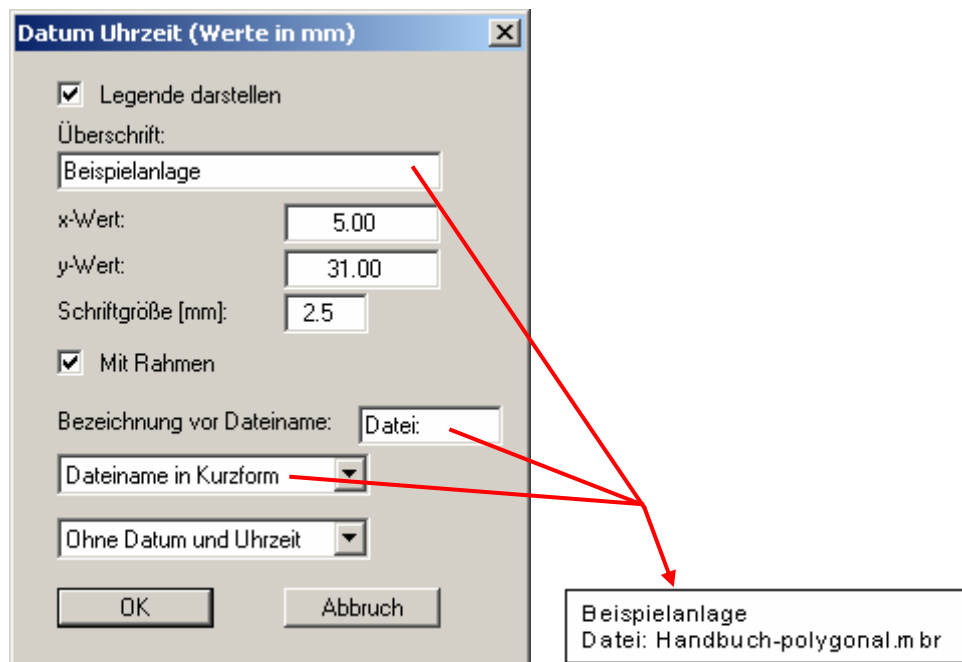 Datum Uhrzeit (Werte in mm)
Legende darstellen
Überschrift:
Beispielanlage
x-Wert:
5.00
y-Wert:
31.00
Schriftgröße [mm]:
2.5
Mit Rahmen
Bezeichnung vor Dateiname:
Datei:
Dateiname in Kurzform
Ohne Datum und Uhrzeit
OK
Abbruch
Beispielanlage
Datei: Handbuch-polygonal.mbr